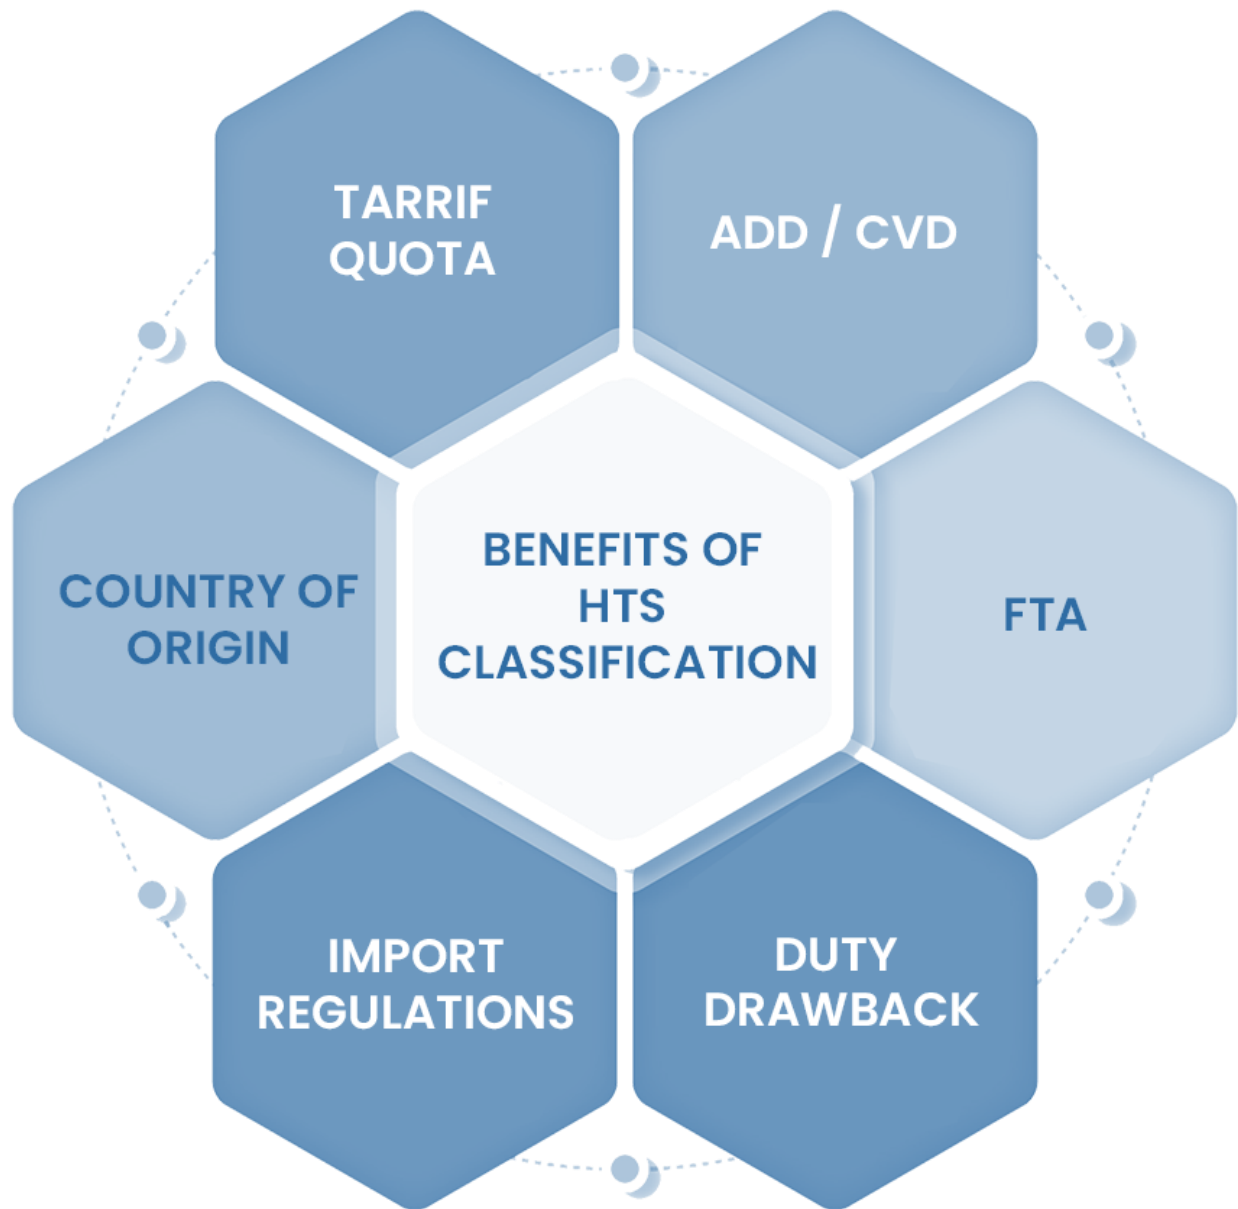 TARRIF
QUOTA
ADD / CVD
COUNTRY OF
ORIGIN
BENEFITS OF
HTS
CLASSIFICATION
FTA
IMPORT
REGULATIONS
DUTY
DRAWBACK